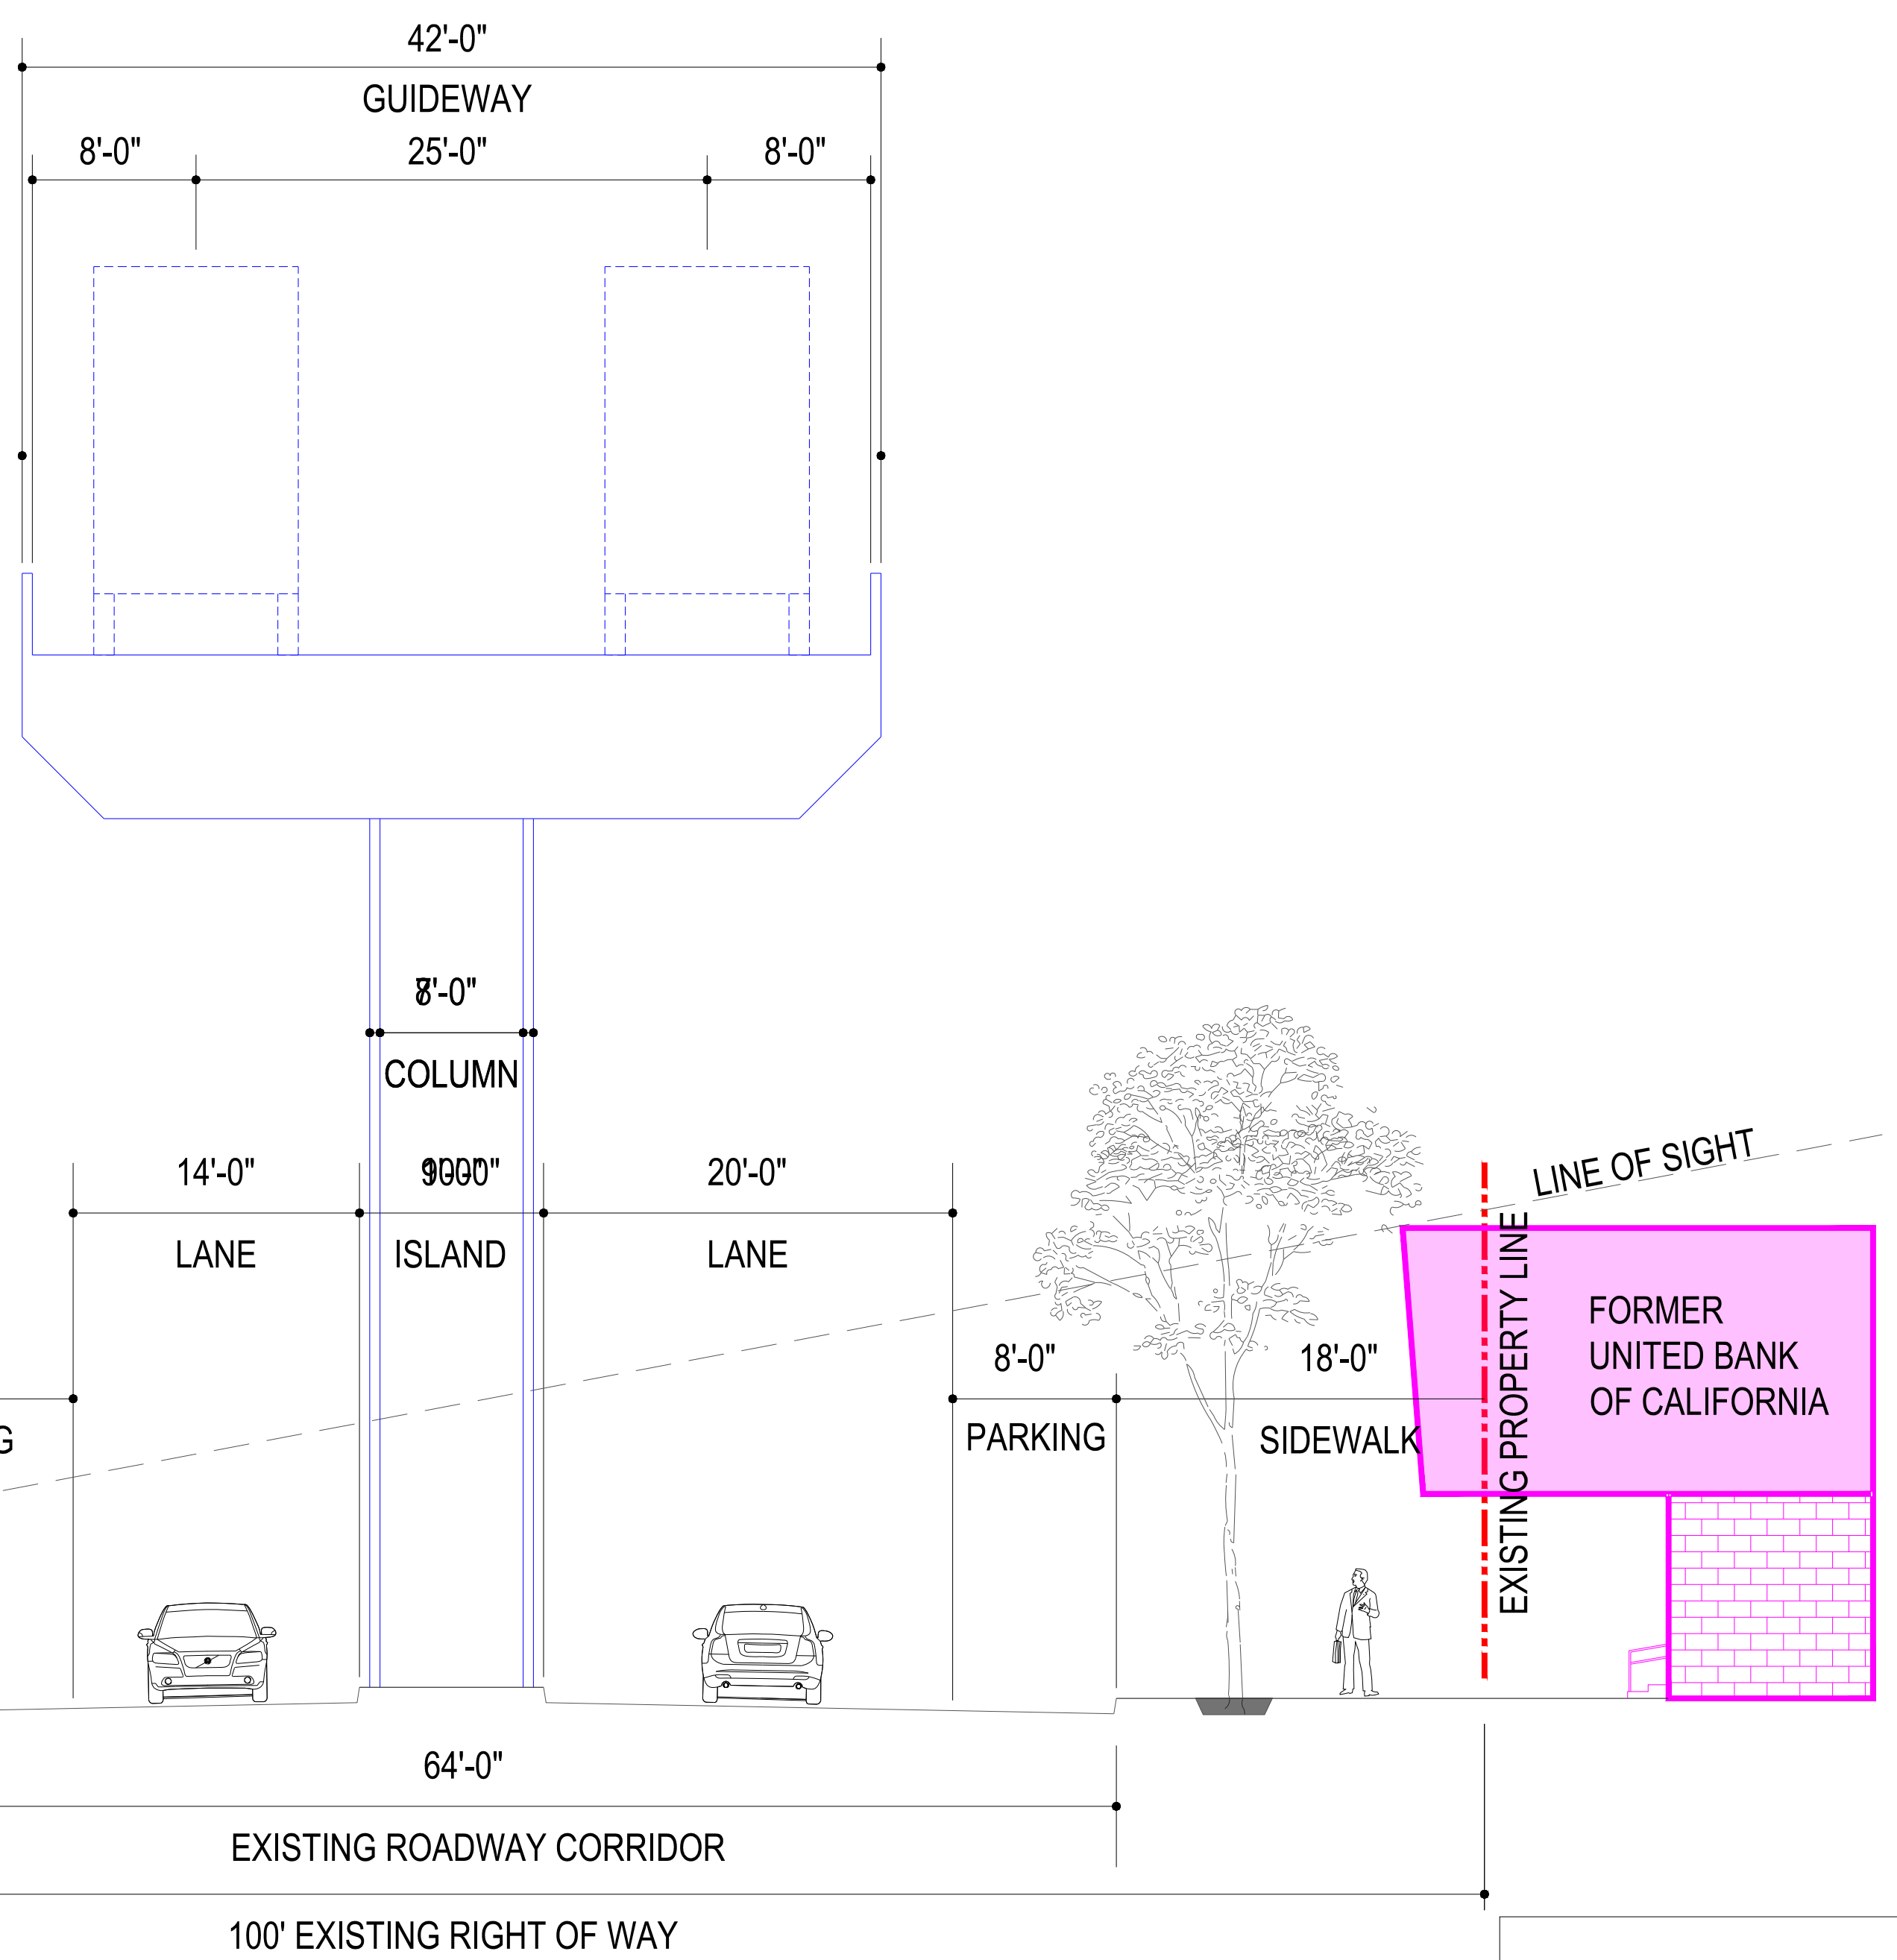 42'-0"
GUIDEWAY
8'-0" 25'-0" 8'-0"
'-0"
COLUMN
14'-0" 20'-0"
LANE ISLAND LANE
LINE OF SIGHT
EXISTING PROPERTY LINE
FORMER
UNITED BANK
OF CALIFORNIA
8'-0" 18'-0"
G PARKING SIDEWALK
64'-0"
EXISTING ROADWAY CORRIDOR
100' EXISTING RIGHT OF WAY